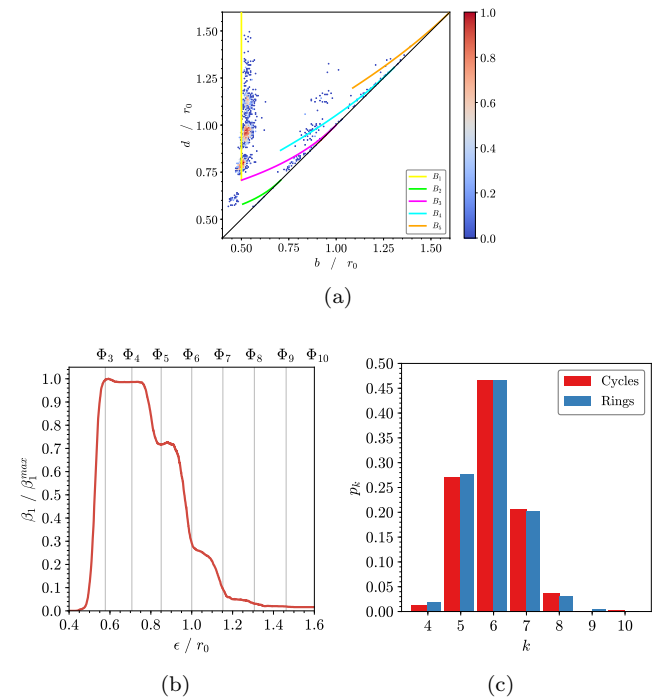 1.50
1.25
1.00
0.75
0.50
d / r₀
0.50 0.75 1.00 1.25 1.50
b / r₀
B₁
B₂
B₃
B₄
B₅
1.0
0.8
0.6
0.4
0.2
0.0
(a)
Φ₃ Φ₄ Φ₅ Φ₆ Φ₇ Φ₈ Φ₉ Φ₁₀
1.0
0.9
0.8
0.7
0.6
0.5
0.4
0.3
0.2
0.1
0.0
β₁ / β₁ᵐᵃˣ
0.4 0.6 0.8 1.0 1.2 1.4 1.6
ϵ / r₀
(b)
0.50
0.45
0.40
0.35
0.30
0.25
0.20
0.15
0.10
0.05
0.00
pₖ
Cycles
Rings
4 5 6 7 8 9 10
k
(c)